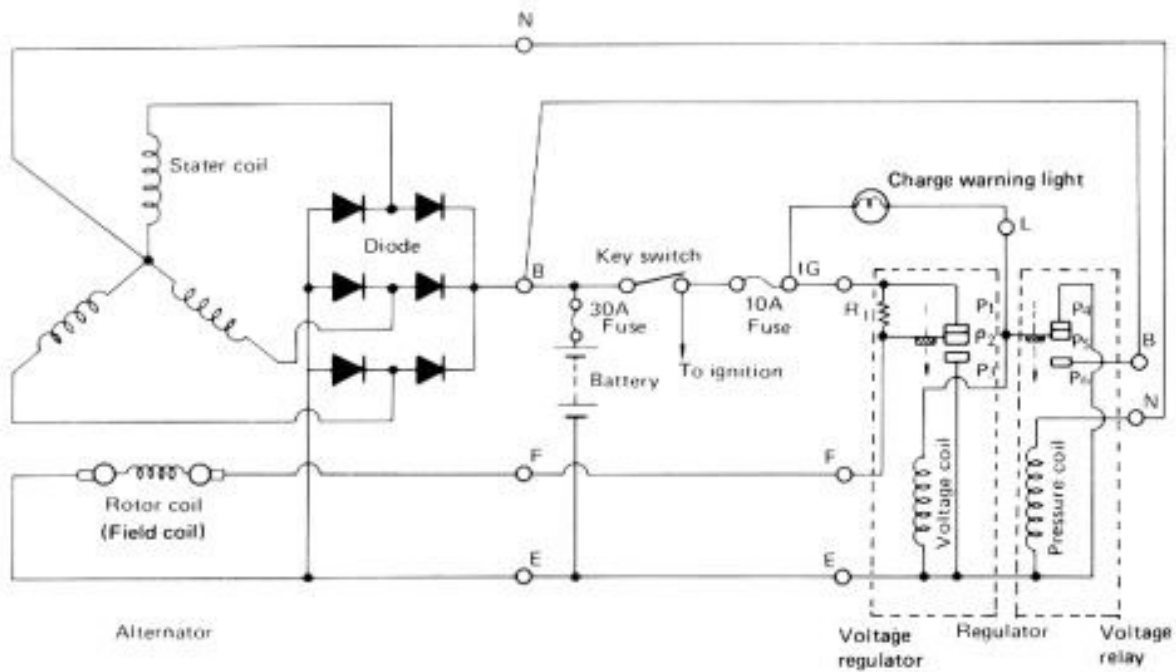 N
Stater coil
Charge warning light
L
Diode
B
Key switch
IG
30A
Fuse
10A
Fuse
R1
P1
P2
P3
P4
P5
P6
B
Battery
To ignition
N
F
F
Rotor coil
(Field coil)
Voltage coil
Pressure coil
E
E
Alternator
Voltage
regulator
Regulator
Voltage
relay